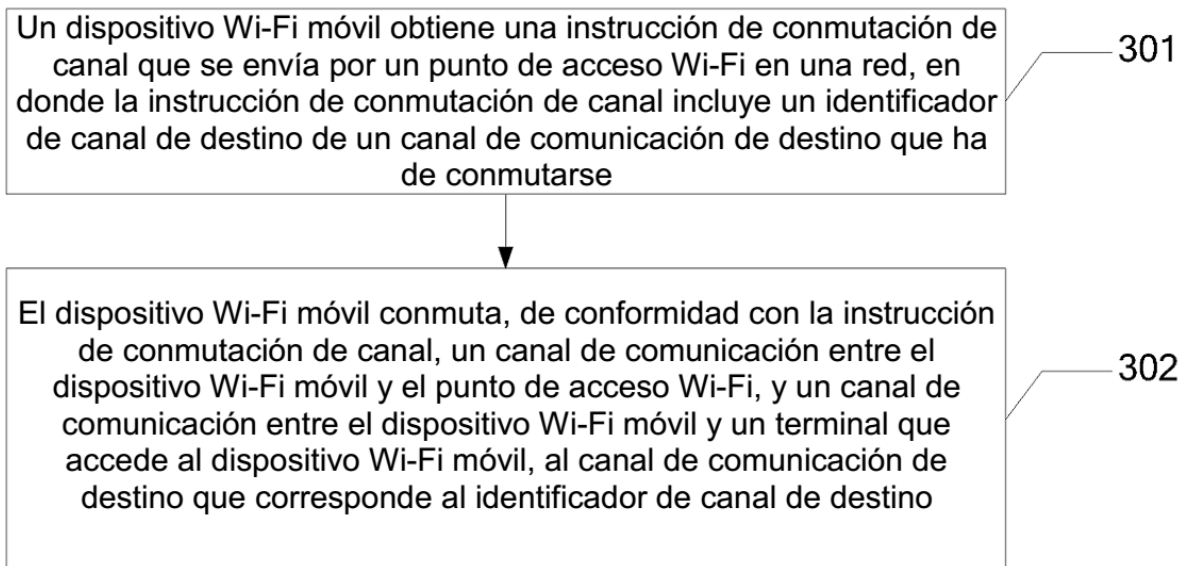 Un dispositivo Wi-Fi móvil obtiene una instrucción de conmutación de
canal que se envía por un punto de acceso Wi-Fi en una red, en
donde la instrucción de conmutación de canal incluye un identificador
de canal de destino de un canal de comunicación de destino que ha
de conmutarse
301
El dispositivo Wi-Fi móvil conmuta, de conformidad con la instrucción
de conmutación de canal, un canal de comunicación entre el
dispositivo Wi-Fi móvil y el punto de acceso Wi-Fi, y un canal de
comunicación entre el dispositivo Wi-Fi móvil y un terminal que
accede al dispositivo Wi-Fi móvil, al canal de comunicación de
destino que corresponde al identificador de canal de destino
302